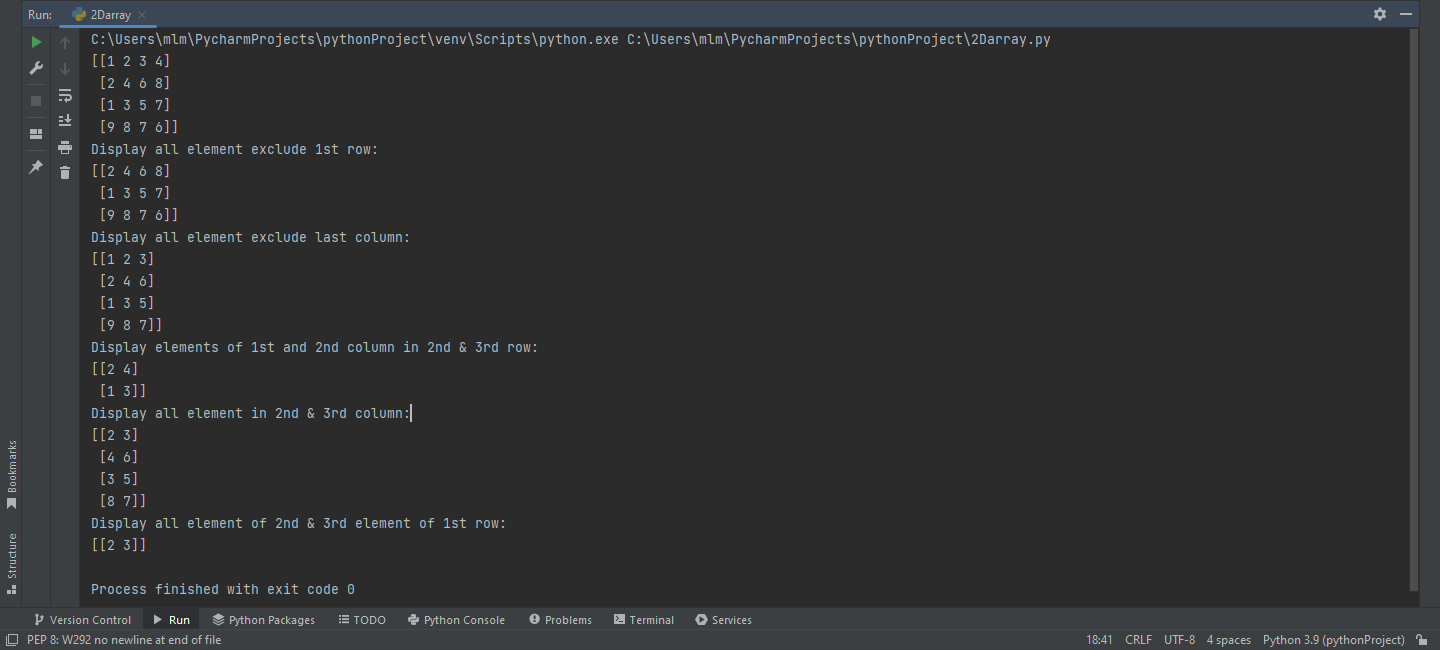 Run: 2Darray
C:\Users\mlm\PycharmProjects\pythonProject\venv\Scripts\python.exe C:\Users\mlm\PycharmProjects\pythonProject\2Darray.py
[[1 2 3 4]
[2 4 6 8]
[1 3 5 7]
[9 8 7 6]]
Display all element exclude 1st row:
[[2 4 6 8]
[1 3 5 7]
[9 8 7 6]]
Display all element exclude last column:
[[1 2 3]
[2 4 6]
[1 3 5]
[9 8 7]]
Display elements of 1st and 2nd column in 2nd & 3rd row:
[[2 4]
[1 3]]
Display all element in 2nd & 3rd column:
[[2 3]
[4 6]
[3 5]
[8 7]]
Display all element of 2nd & 3rd element of 1st row:
[[2 3]]
Process finished with exit code 0
Bookmarks
Structure
Version Control Run Python Packages TODO Python Console Problems Terminal Services
PEP 8: W292 no newline at end of file 18:41 CRLF UTF-8 4 spaces Python 3.9 (pythonProject)